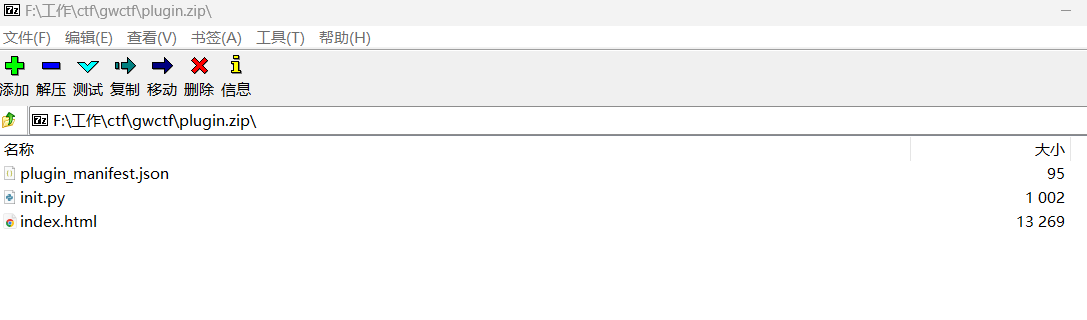 7z F:\工作\ctf\gwctf\plugin.zip\
文件(F) 编辑(E) 查看(V) 书签(A) 工具(T) 帮助(H)
添加 解压 测试 复制 移动 删除 信息
7z F:\工作\ctf\gwctf\plugin.zip\
名称 大小
plugin_manifest.json 95
init.py 1 002
index.html 13 269